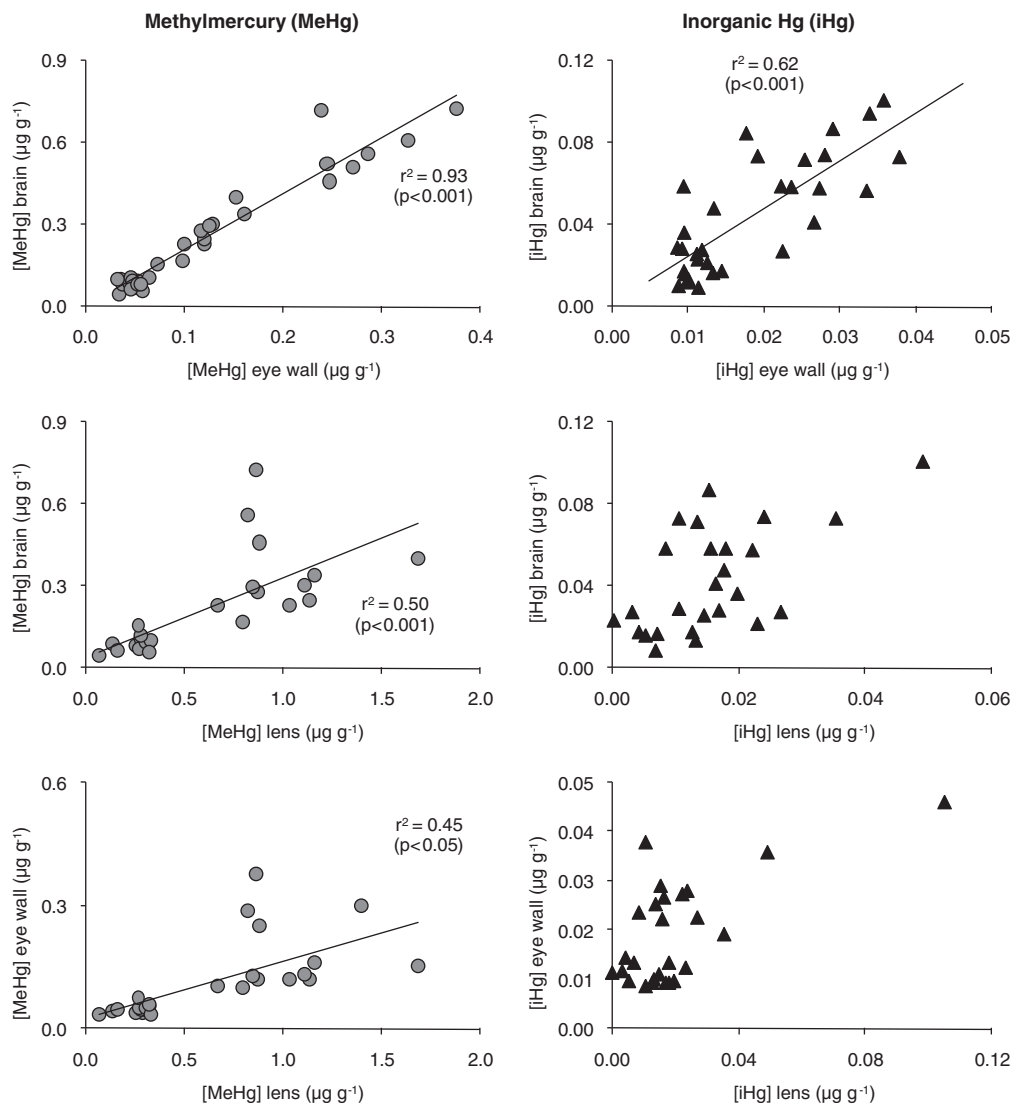 Methylmercury (MeHg)
Inorganic Hg (iHg)
[MeHg] brain (µg g⁻¹)
0.9
0.6
0.3
0.0
r² = 0.93
(p<0.001)
0.0 0.1 0.2 0.3 0.4
[MeHg] eye wall (µg g⁻¹)
[iHg] brain (µg g⁻¹)
0.12
0.08
0.04
0.00
r² = 0.62
(p<0.001)
0.00 0.01 0.02 0.03 0.04 0.05
[iHg] eye wall (µg g⁻¹)
[MeHg] brain (µg g⁻¹)
0.9
0.6
0.3
0.0
r² = 0.50
(p<0.001)
0.0 0.5 1.0 1.5 2.0
[MeHg] lens (µg g⁻¹)
[iHg] brain (µg g⁻¹)
0.12
0.08
0.04
0.00
0.00 0.02 0.04 0.06
[iHg] lens (µg g⁻¹)
[MeHg] eye wall (µg g⁻¹)
0.6
0.3
0.0
r² = 0.45
(p<0.05)
0.0 0.5 1.0 1.5 2.0
[MeHg] lens (µg g⁻¹)
[iHg] eye wall (µg g⁻¹)
0.05
0.04
0.03
0.02
0.01
0.00
0.00 0.04 0.08 0.12
[iHg] lens (µg g⁻¹)